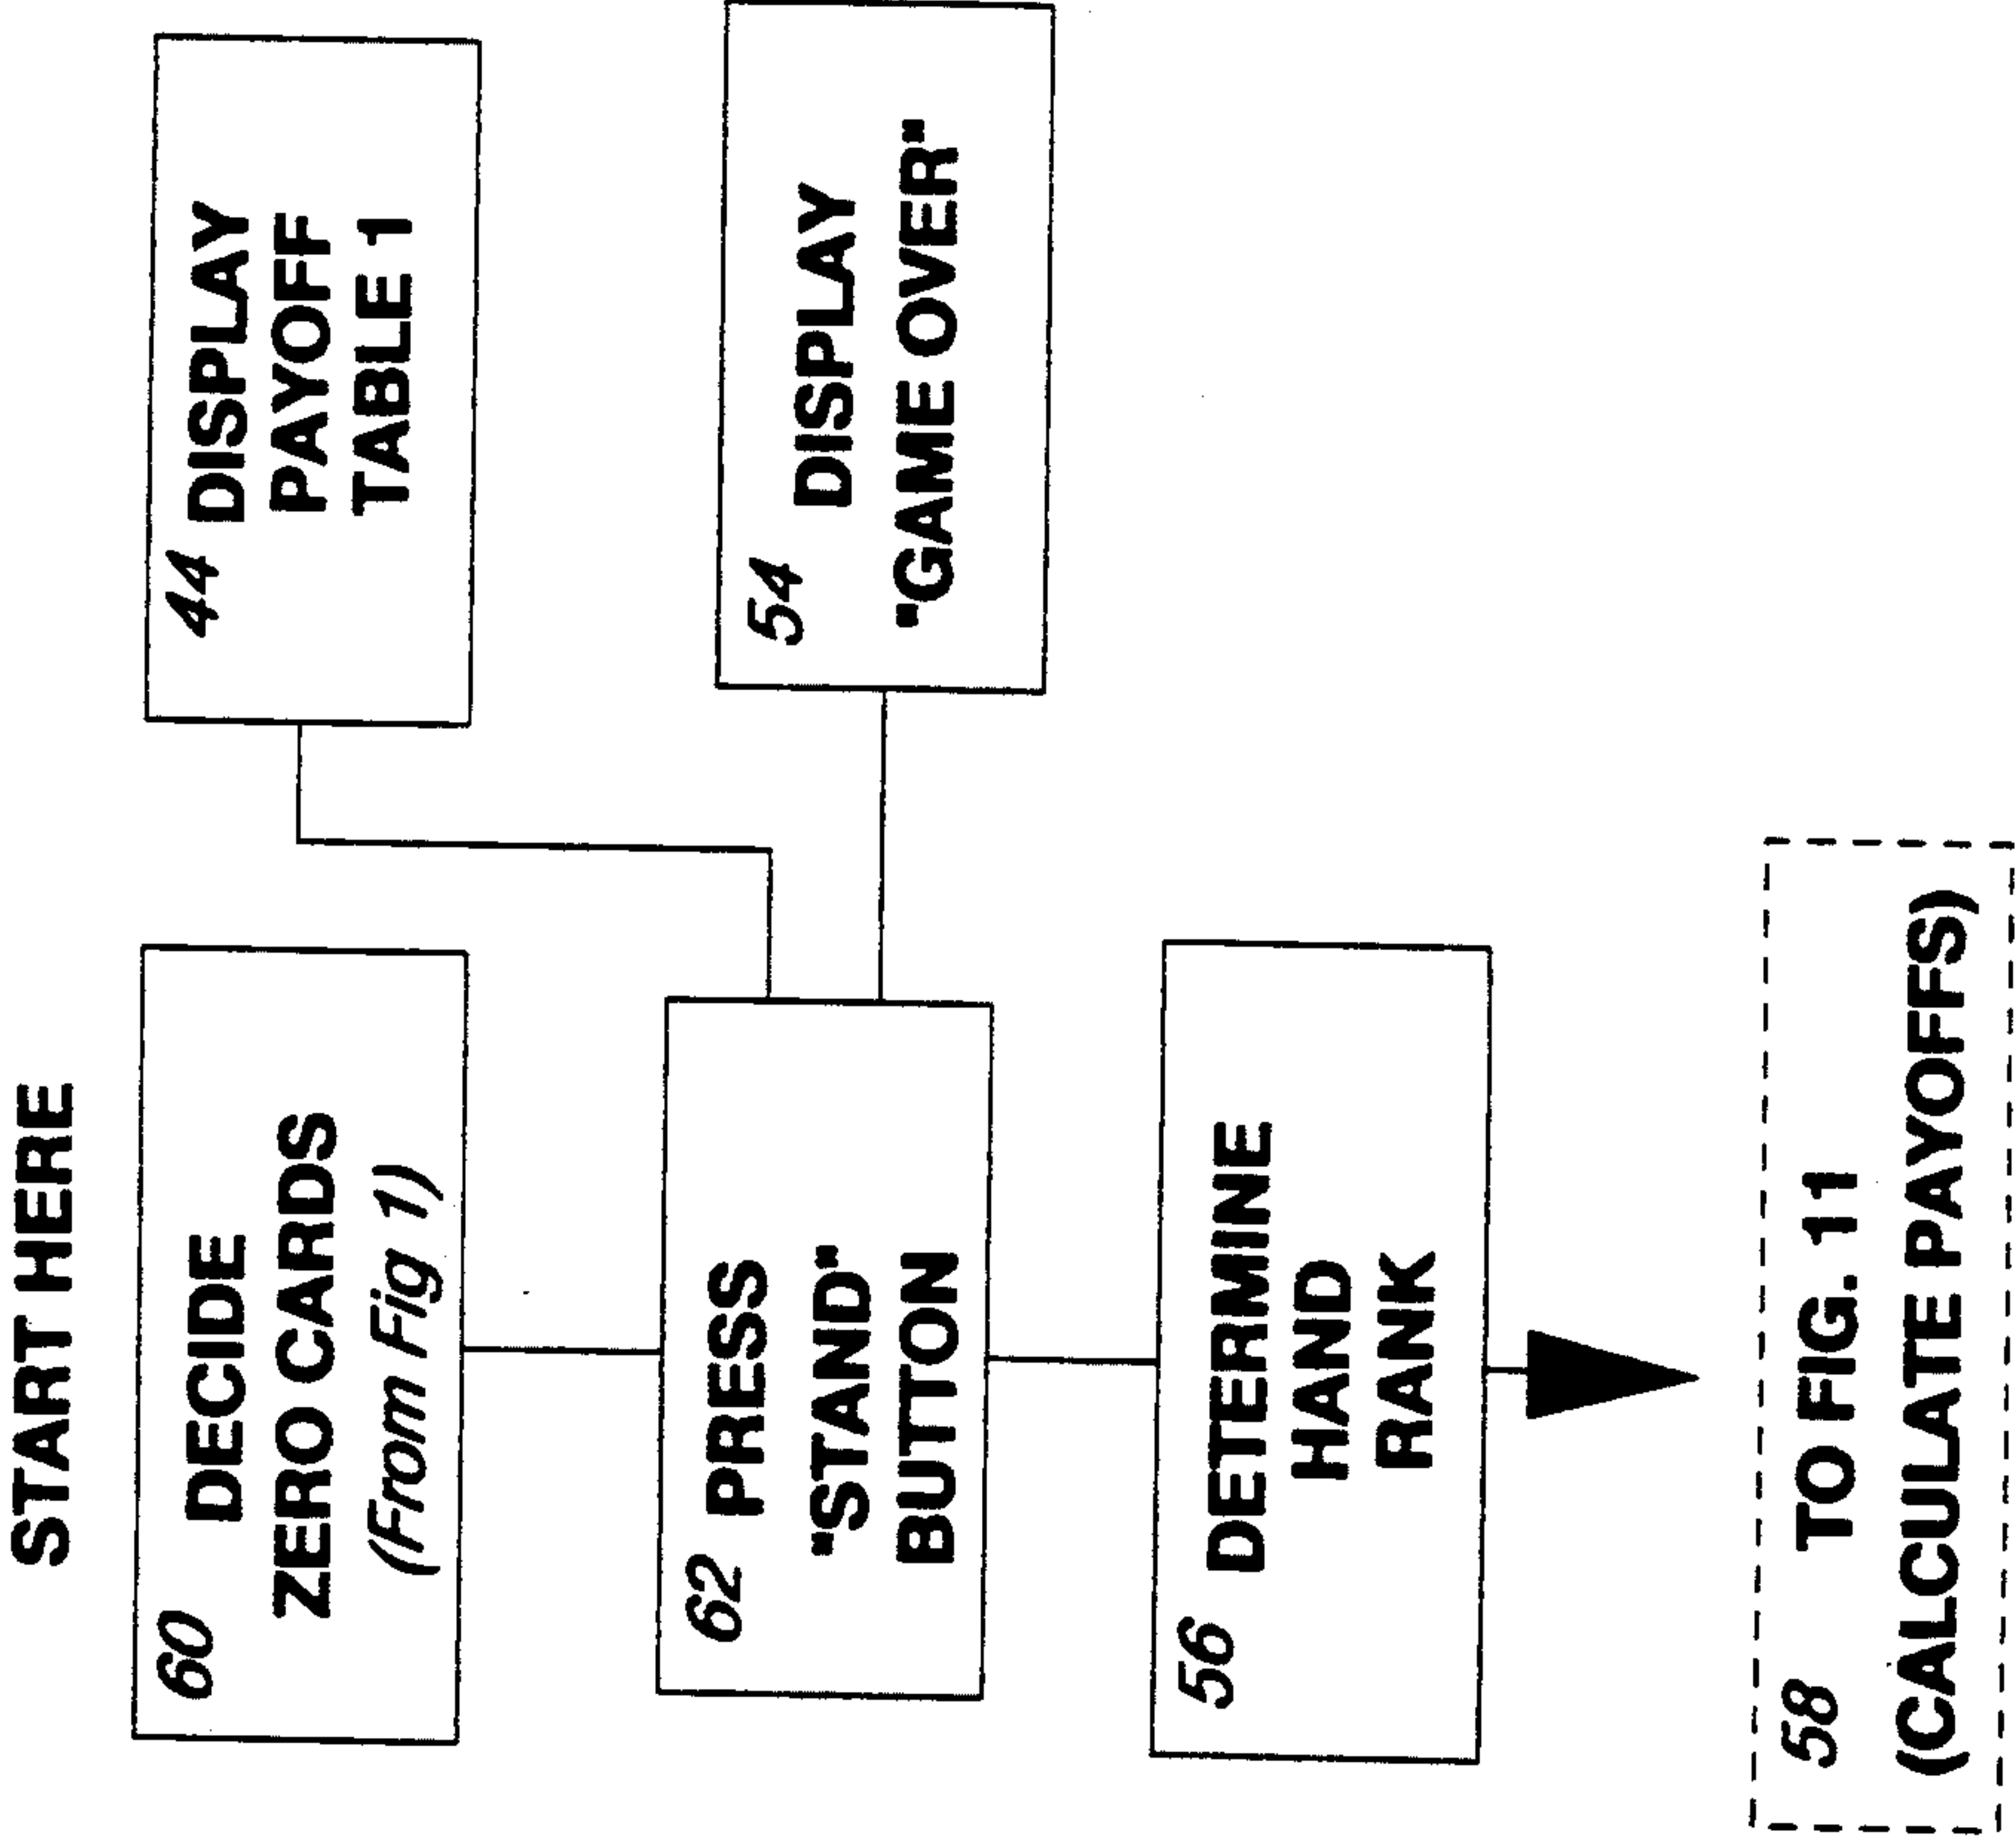 START HERE
60 DECIDE
ZERO CARDS
(From Fig 1)
44 DISPLAY
PAYOFF
TABLE 1
62 PRESS
"STAND"
BUTTON
54 DISPLAY
"GAME OVER"
56 DETERMINE
HAND
RANK
58 TO FIG. 11
(CALCULATE PAYOFFS)